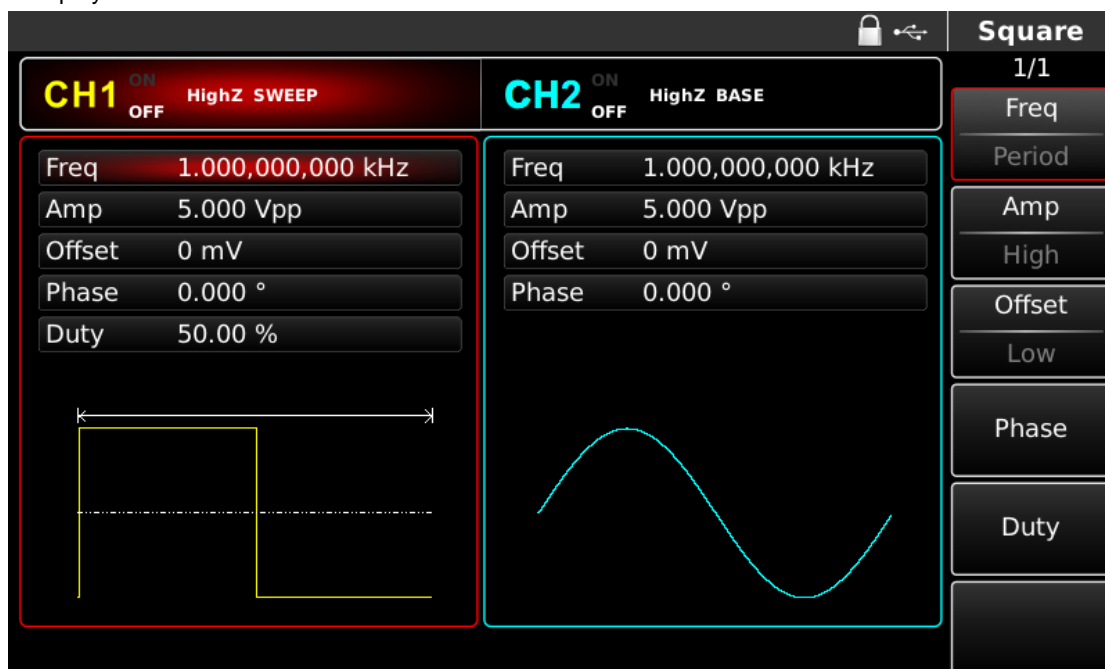 Square
1/1
CH1 ON OFF HighZ SWEEP
CH2 ON OFF HighZ BASE
Freq 1.000,000,000 kHz
Amp 5.000 Vpp
Offset 0 mV
Phase 0.000 °
Duty 50.00 %
Freq 1.000,000,000 kHz
Amp 5.000 Vpp
Offset 0 mV
Phase 0.000 °
Freq
Period
Amp
High
Offset
Low
Phase
Duty